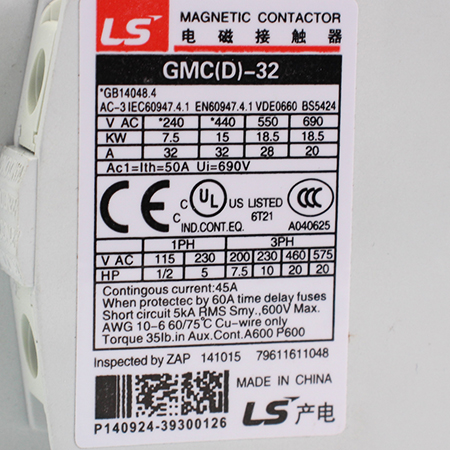 LS MAGNETIC CONTACTOR
电磁接触器
GMC(D)-32
*GB14048.4
AC-3 IEC60947.4.1 EN60947.4.1 VDE0660 BS5424
V AC *240 *440 550 690
KW 7.5 15 18.5 18.5
A 32 32 28 20
Ac1=Ith=50A Ui=690V
CE C UL US LISTED CCC
IND.CONT.EQ. 6T21 A040625
1PH 3PH
V AC 115 230 200 230 460 575
HP 1/2 5 7.5 10 20 20
Contingous current:45A
When protected by 60A time delay fuses
Short circuit 5kA RMS Smy.,600V Max.
AWG 10-6 60/75℃ Cu-wire only
Torque 35lb.in Aux.Cont.A600 P600
Inspected by ZAP 141015 79611611048
MADE IN CHINA
LS产电
P140924-39300126